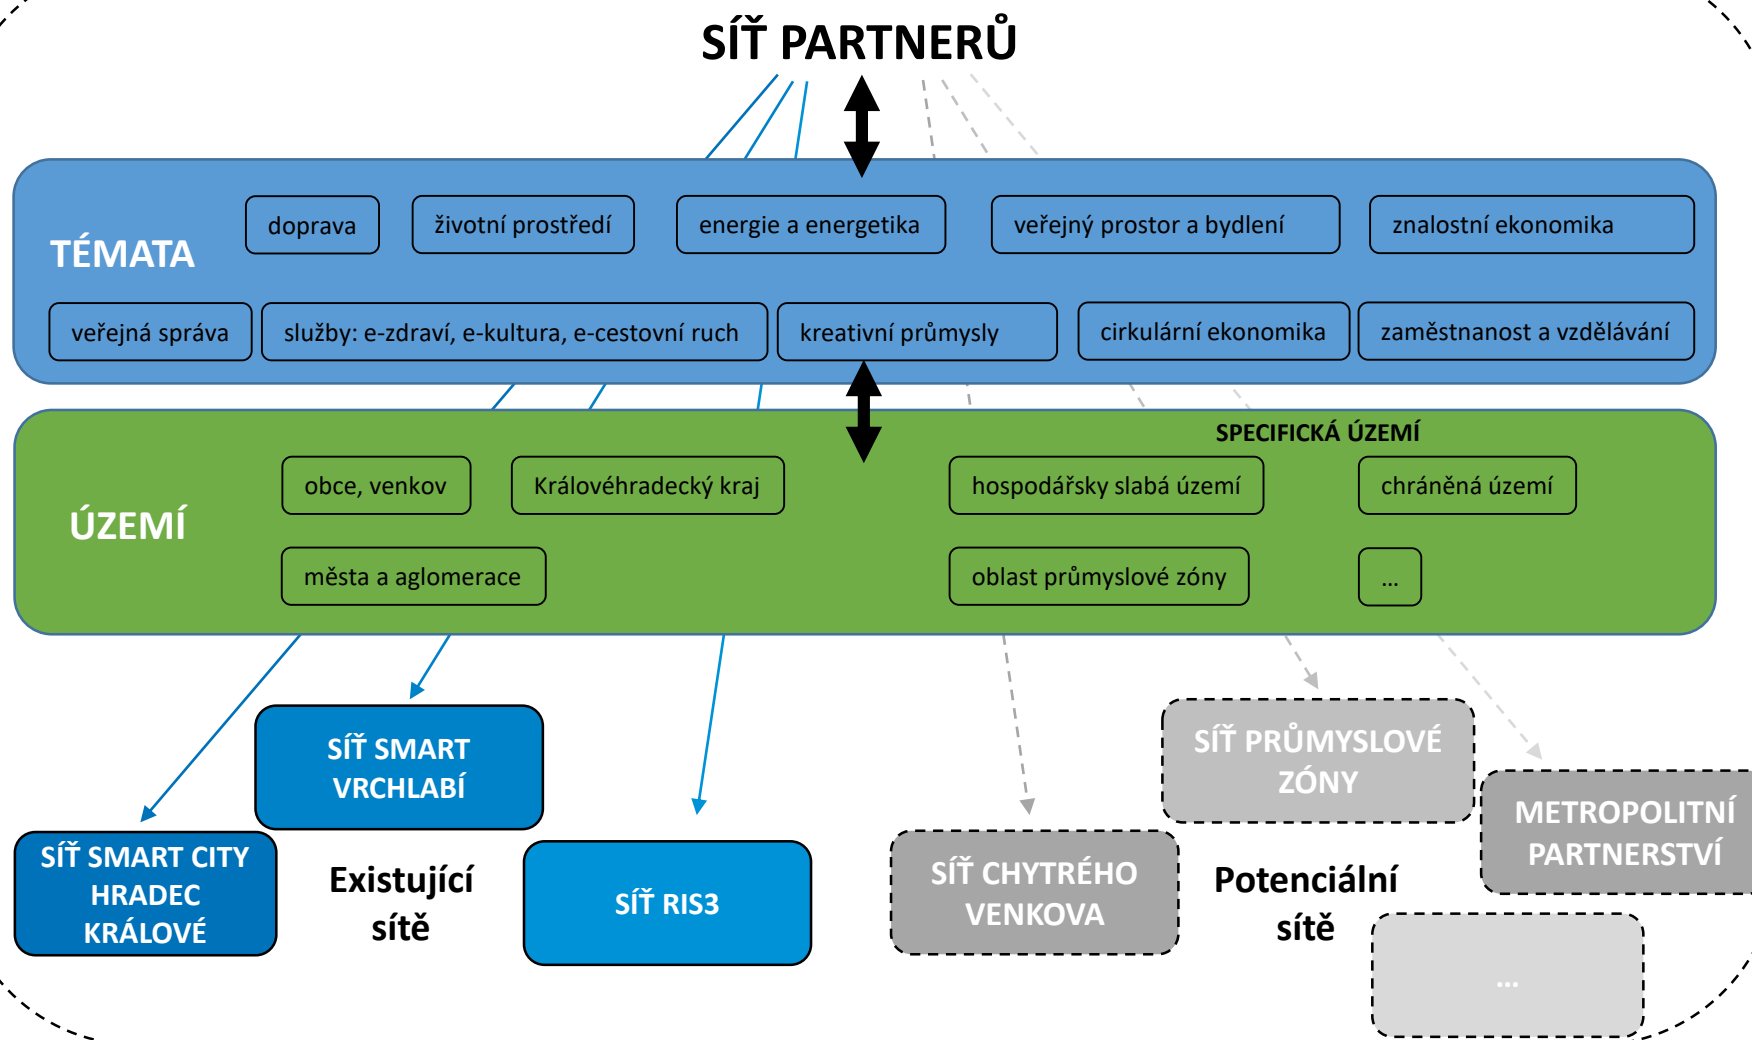 SÍŤ PARTNERŮ
TÉMATA
doprava
životní prostředí
energie a energetika
veřejný prostor a bydlení
znalostní ekonomika
veřejná správa
služby: e-zdraví, e-kultura, e-cestovní ruch
kreativní průmysly
cirkulární ekonomika
zaměstnanost a vzdělávání
ÚZEMÍ
SPECIFICKÁ ÚZEMÍ
obce, venkov
Královéhradecký kraj
hospodářsky slabá území
chráněná území
města a aglomerace
oblast průmyslové zóny
...
SÍŤ SMART
VRCHLABÍ
SÍŤ PRŮMYSLOVÉ
ZÓNY
METROPOLITNÍ
PARTNERSTVÍ
SÍŤ SMART CITY
HRADEC
KRÁLOVÉ
Existující
sítě
SÍŤ RIS3
SÍŤ CHYTRÉHO
VENKOVA
Potenciální
sítě
...